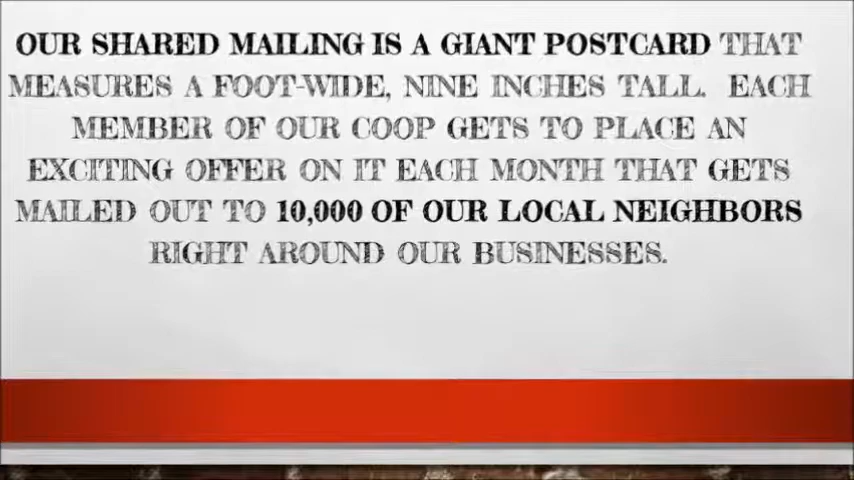 OUR SHARED MAILING IS A GIANT POSTCARD THAT
MEASURES A FOOT-WIDE, NINE INCHES TALL. EACH
MEMBER OF OUR COOP GETS TO PLACE AN
EXCITING OFFER ON IT EACH MONTH THAT GETS
MAILED OUT TO 10,000 OF OUR LOCAL NEIGHBORS
RIGHT AROUND OUR BUSINESSES.